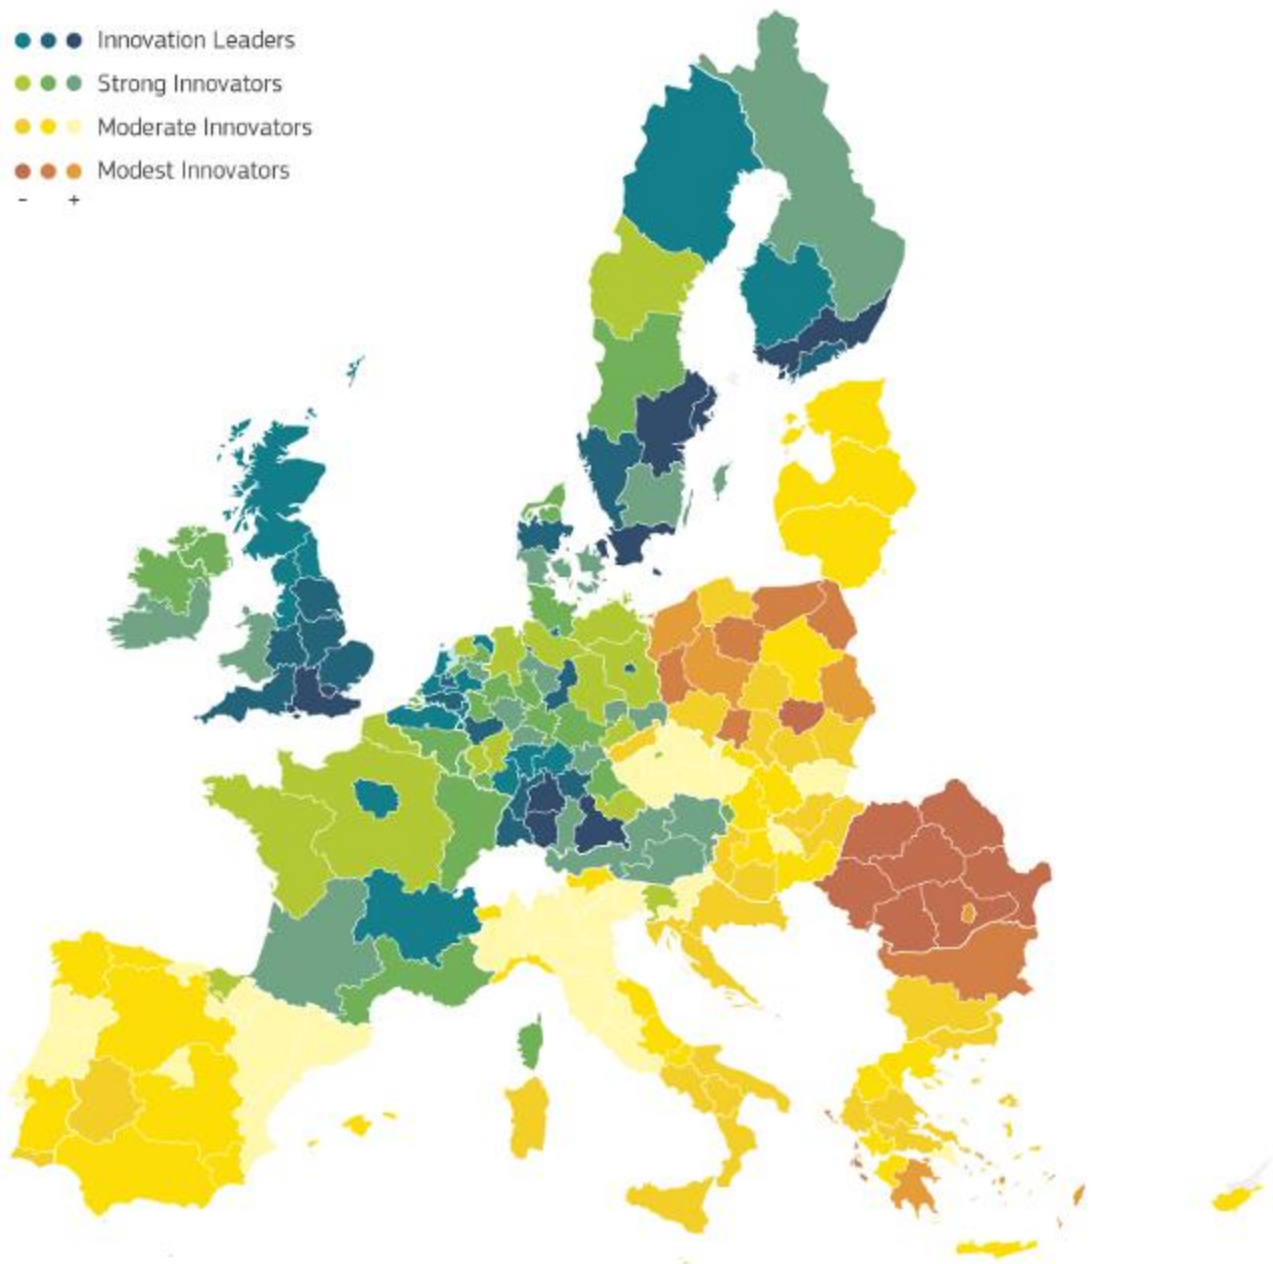 Innovation Leaders
Strong Innovators
Moderate Innovators
Modest Innovators
- +